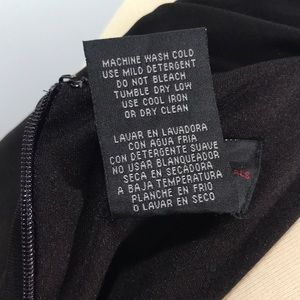 MACHINE WASH COLD
USE MILD DETERGENT
DO NOT BLEACH
TUMBLE DRY LOW
USE COOL IRON
OR DRY CLEAN
LAVAR EN LAVADORA
CON AGUA FRIA
CON DETERGENTE SUAVE
NO USAR BLANQUEADOR
SECA EN SECADORA
A BAJA TEMPERATURA
PLANCHE EN FRIO
O LAVAR EN SECO